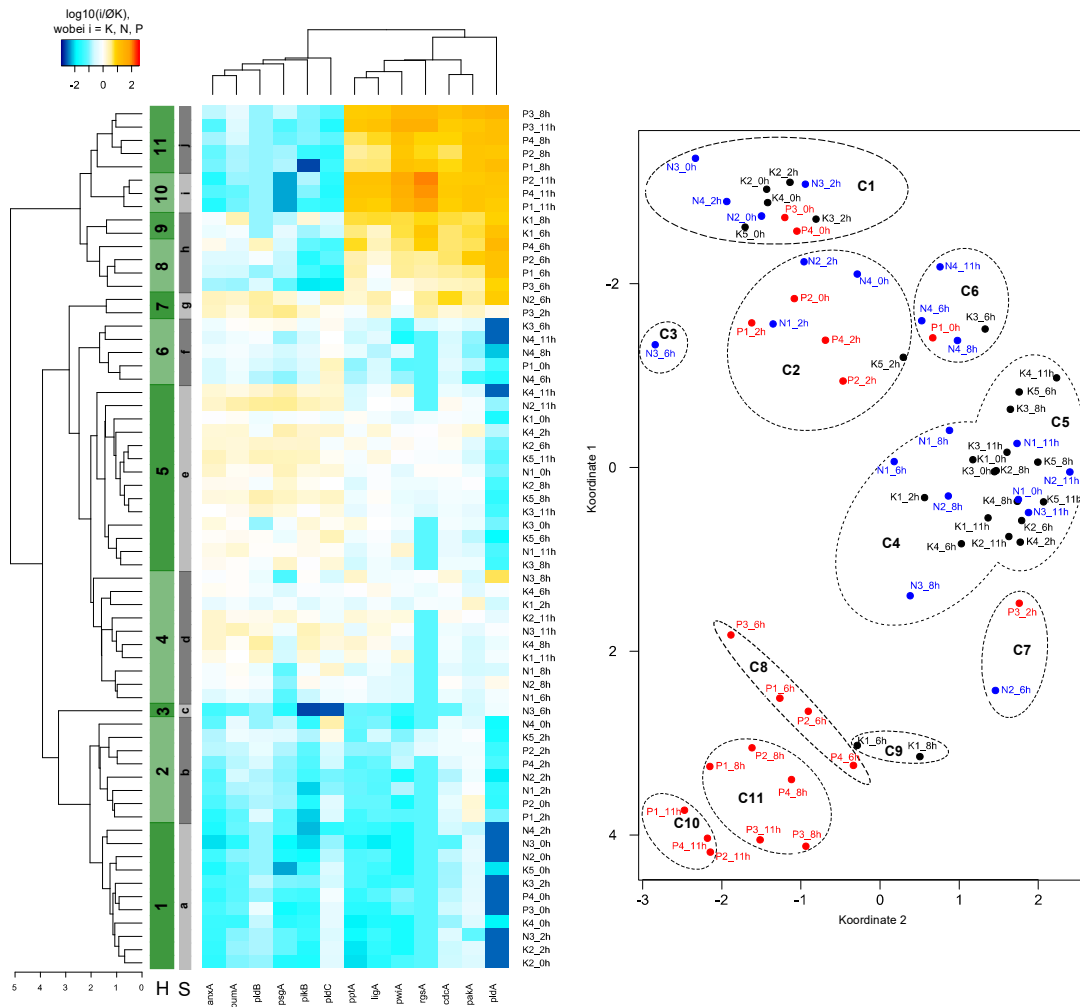 log10(i/ØK),
wobei i = K, N, P
-2 0 2
11
10
9
8
7
6
5
4
3
2
1
j
i
h
g
f
e
d
c
b
a
P3_8h
P3_11h
P4_8h
P2_8h
P1_8h
P2_11h
P4_11h
P1_11h
K1_8h
K1_6h
P4_6h
P2_6h
P1_6h
P3_6h
N2_6h
P3_2h
K3_6h
N4_11h
N4_8h
P1_0h
N4_6h
K4_11h
N2_11h
K1_0h
K4_2h
K2_6h
K5_11h
N1_0h
K2_8h
K5_8h
K3_11h
K3_0h
K5_6h
N1_11h
K3_8h
N3_8h
K4_6h
K1_2h
K2_11h
N3_11h
K4_8h
K1_11h
N1_8h
N2_8h
N1_6h
N3_6h
N4_0h
K5_2h
P2_2h
P4_2h
N2_2h
N1_2h
P2_0h
P1_2h
N4_2h
N3_0h
N2_0h
K5_0h
K3_2h
P4_0h
P3_0h
K4_0h
N3_2h
K2_2h
K2_0h
5 4 3 2 1 0
5 4 3 2 1 0
H S
anxA
pumA
pldB
psgA
pikB
pldC
pptA
ligA
pwiA
rgsA
cdcA
pakA
pldA
N3_0h
K2_2h
K2_0h
N3_2h
C1
N4_2h
K4_0h
N2_0h
P3_0h
K3_2h
K5_0h
P4_0h
N2_2h
N4_0h
N4_11h
P2_0h
C6
N4_6h
K3_6h
P1_2h
N1_2h
P1_0h
C3
N3_6h
P4_2h
N4_8h
K5_2h
C2
P2_2h
K4_11h
K5_6h
K3_8h
C5
N1_8h
K3_11h
N1_11h
N1_6h
K1_0h
K5_8h
K3_0h
K2_8h
N2_11h
K1_2h
N2_8h
N1_0h
K4_8h
K5_11h
N3_11h
K1_11h
K2_6h
C4
K4_6h
K2_11h
K4_2h
N3_8h
P3_2h
P3_6h
C7
C8
P1_6h
P2_6h
N2_6h
K1_6h
K1_8h
C9
P2_8h
P4_6h
P1_8h
P4_8h
C11
P1_11h
C10
P4_11h
P2_11h
P3_11h
P3_8h
-2
0
2
4
Koordinate 1
-3 -2 -1 0 1 2
Koordinate 2